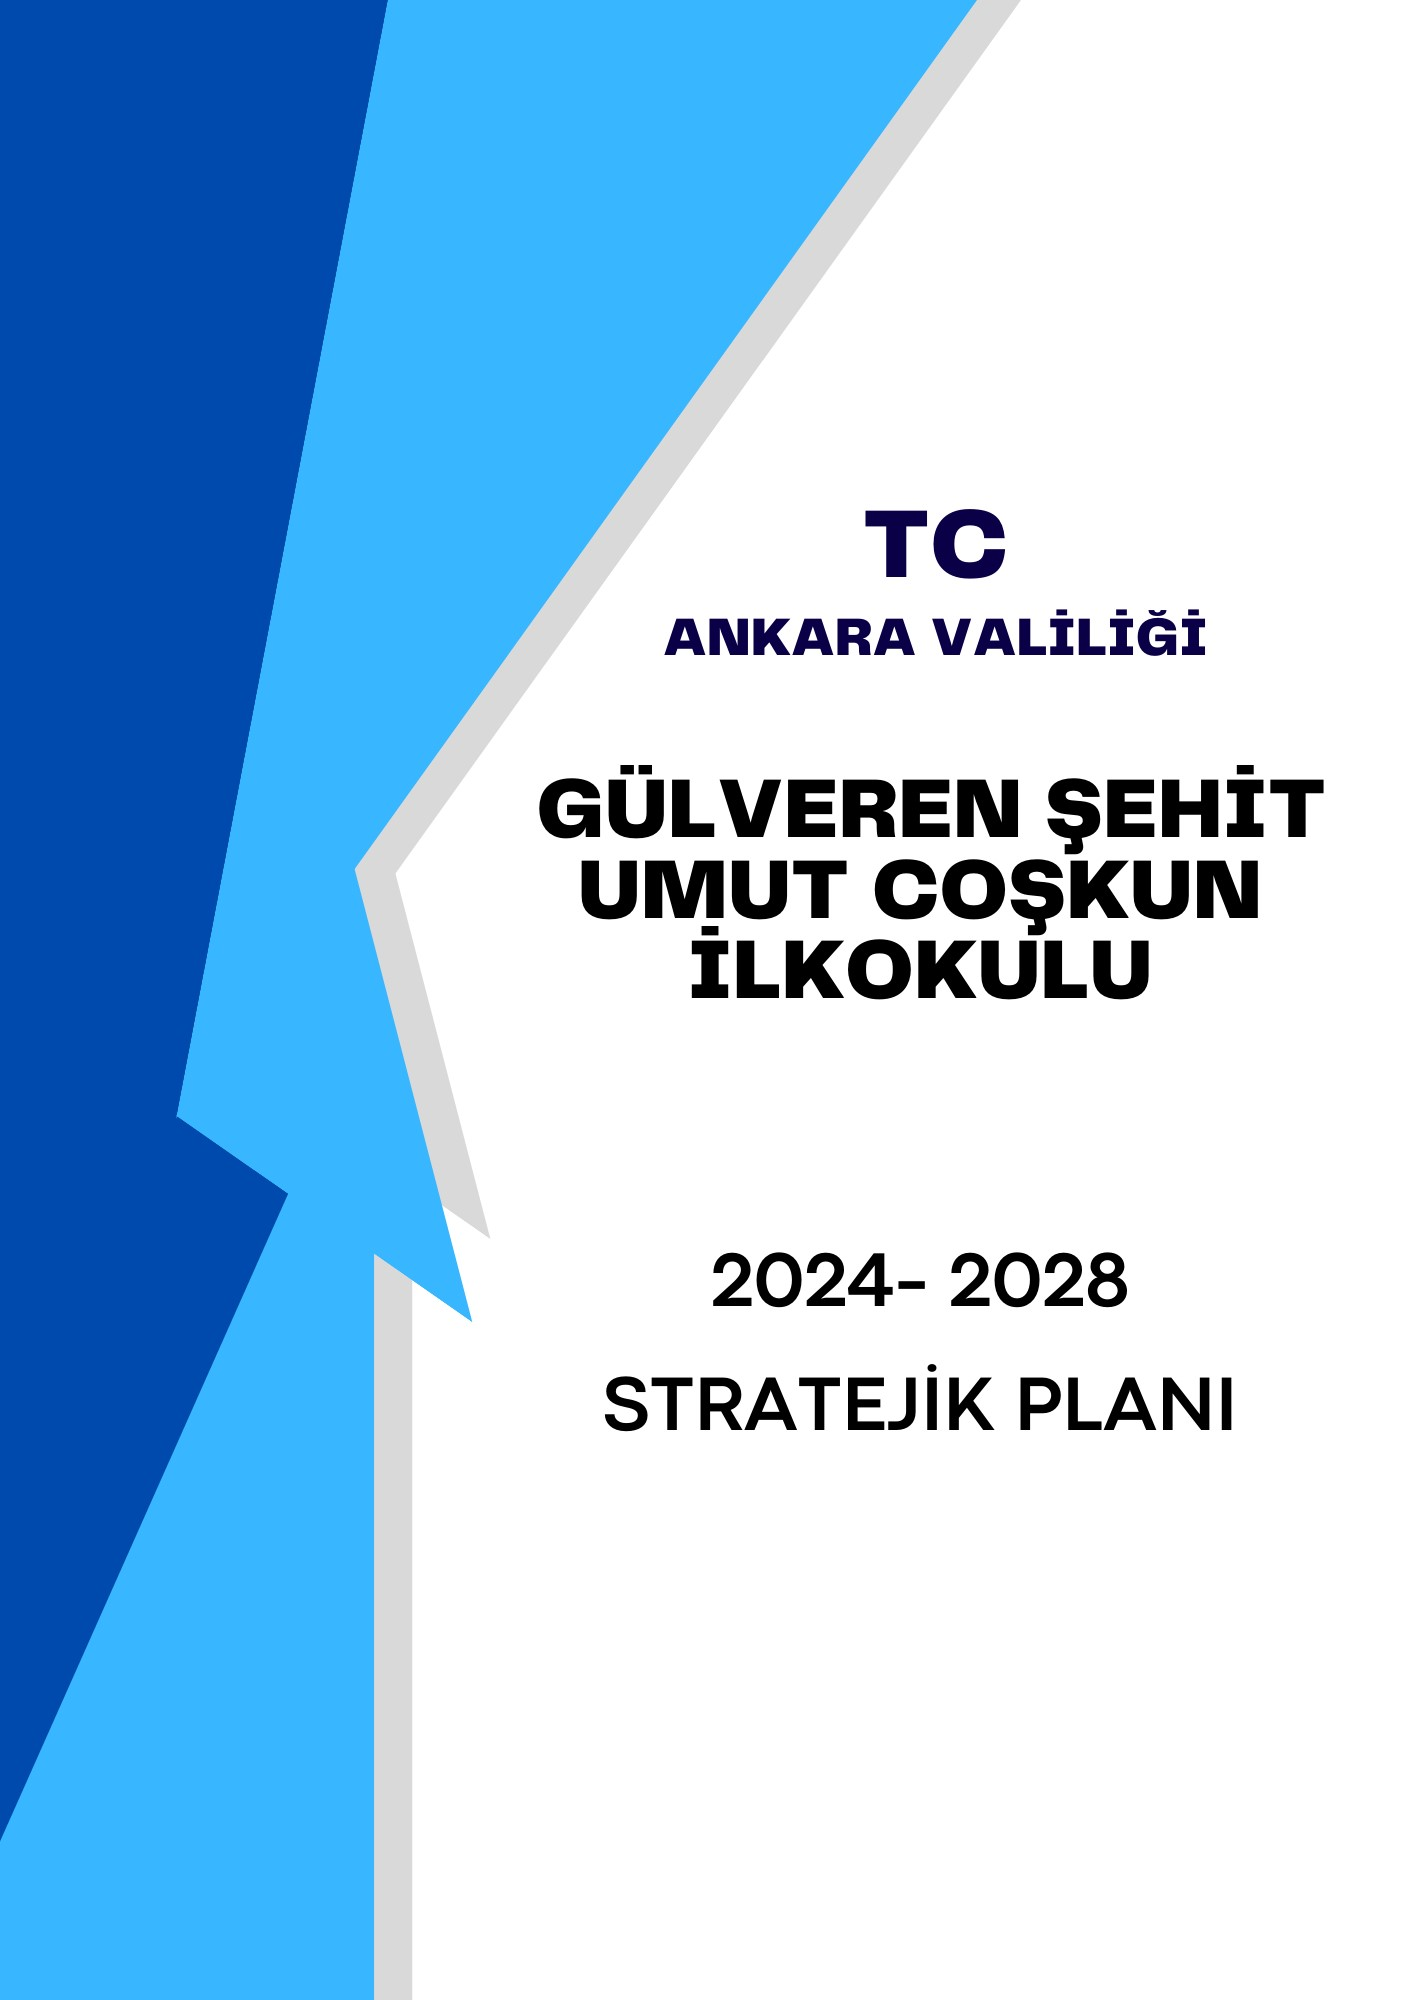 TC
ANKARA VALİLİĞİ
GÜLVEREN ŞEHİT
UMUT COŞKUN
İLKOKULU
2024- 2028
STRATEJİK PLANI